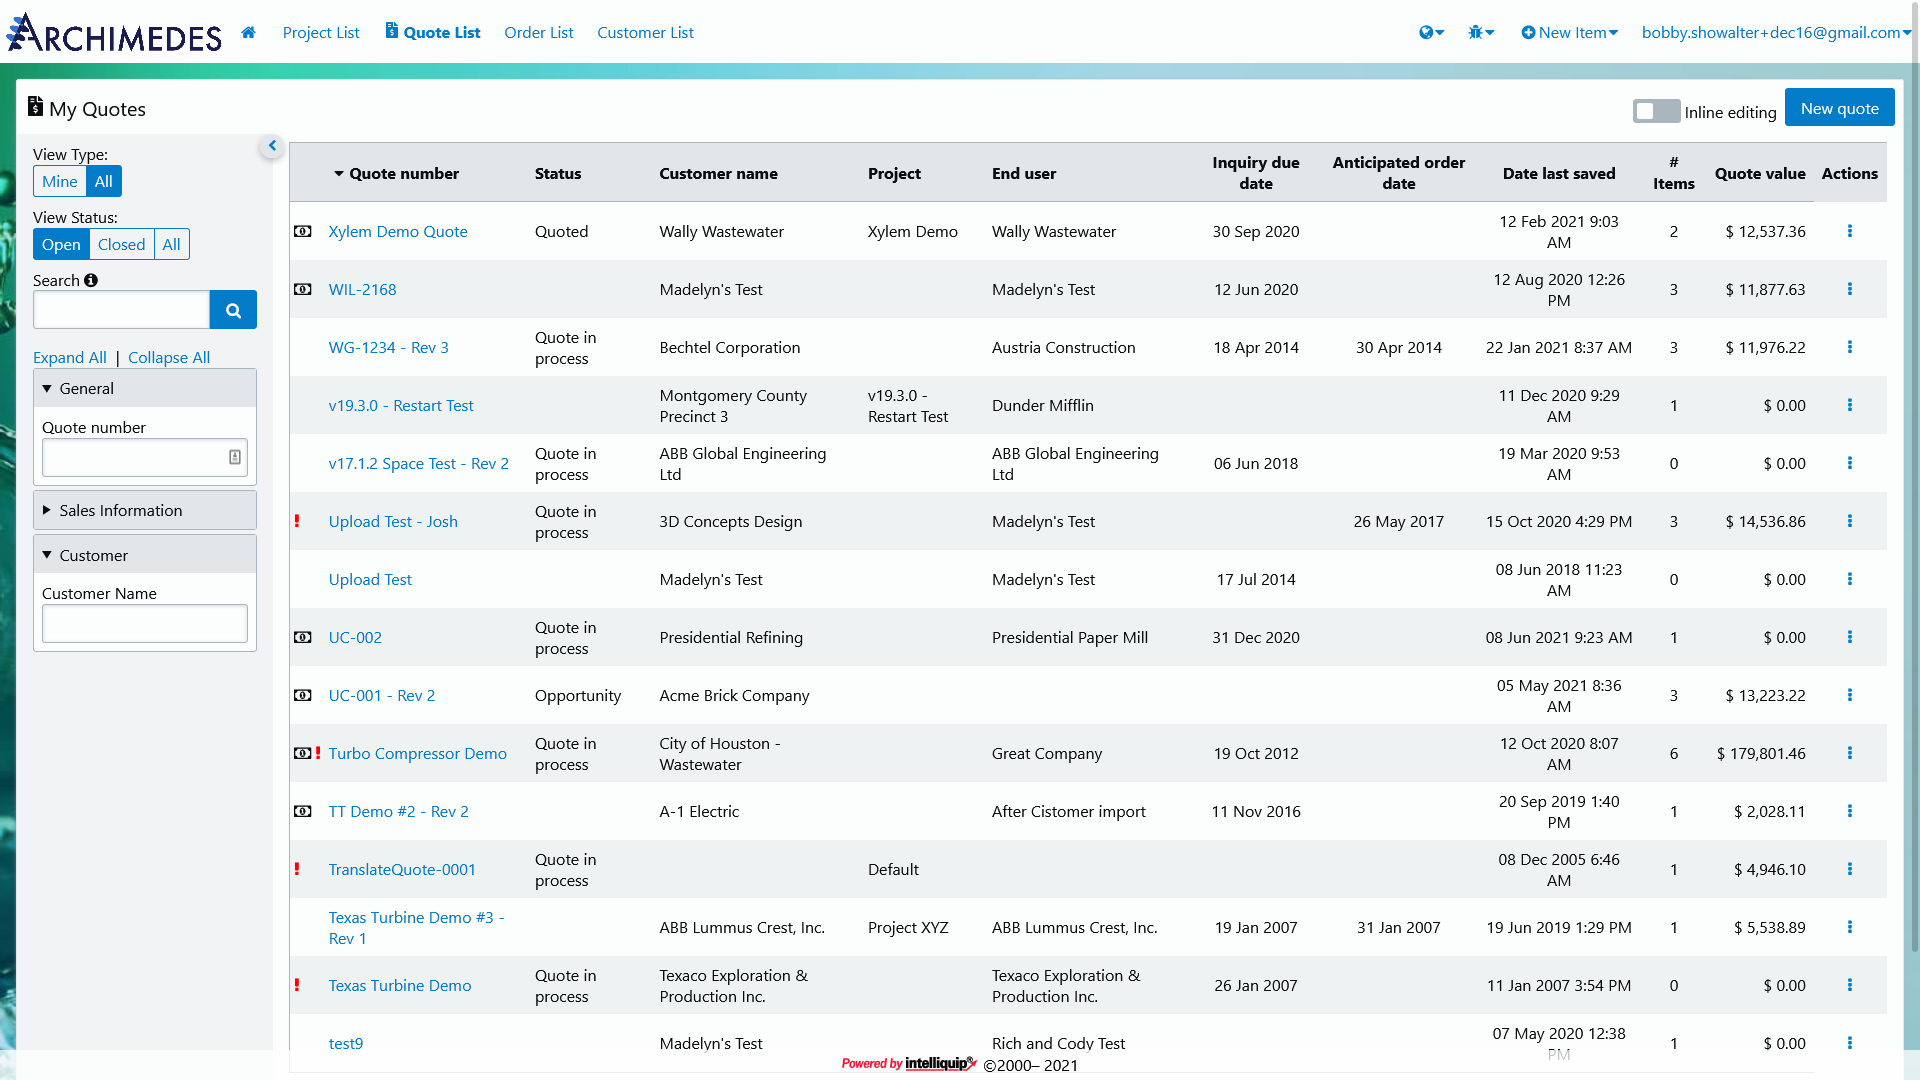 ARCHIMEDES Project List Quote List Order List Customer List New Item bobby.showalter+dec16@gmail.com
My Quotes Inline editing New quote
View Type:
Mine All
View Status:
Open Closed All
Search
Expand All | Collapse All
General
Quote number
Sales Information
Customer
Customer Name
Quote number Status Customer name Project End user Inquiry due date Anticipated order date Date last saved # Items Quote value Actions
Xylem Demo Quote Quoted Wally Wastewater Xylem Demo Wally Wastewater 30 Sep 2020 12 Feb 2021 9:03 AM 2 $ 12,537.36
WIL-2168 Madelyn's Test Madelyn's Test 12 Jun 2020 12 Aug 2020 12:26 PM 3 $ 11,877.63
WG-1234 - Rev 3 Quote in process Bechtel Corporation Austria Construction 18 Apr 2014 30 Apr 2014 22 Jan 2021 8:37 AM 3 $ 11,976.22
v19.3.0 - Restart Test Montgomery County Precinct 3 v19.3.0 - Restart Test Dunder Mifflin 11 Dec 2020 9:29 AM 1 $ 0.00
v17.1.2 Space Test - Rev 2 Quote in process ABB Global Engineering Ltd ABB Global Engineering Ltd 06 Jun 2018 19 Mar 2020 9:53 AM 0 $ 0.00
Upload Test - Josh Quote in process 3D Concepts Design Madelyn's Test 26 May 2017 15 Oct 2020 4:29 PM 3 $ 14,536.86
Upload Test Madelyn's Test Madelyn's Test 17 Jul 2014 08 Jun 2018 11:23 AM 0 $ 0.00
UC-002 Quote in process Presidential Refining Presidential Paper Mill 31 Dec 2020 08 Jun 2021 9:23 AM 1 $ 0.00
UC-001 - Rev 2 Opportunity Acme Brick Company 05 May 2021 8:36 AM 3 $ 13,223.22
Turbo Compressor Demo Quote in process City of Houston - Wastewater Great Company 19 Oct 2012 12 Oct 2020 8:07 AM 6 $ 179,801.46
TT Demo #2 - Rev 2 A-1 Electric After Cistomer import 11 Nov 2016 20 Sep 2019 1:40 PM 1 $ 2,028.11
TranslateQuote-0001 Quote in process Default 08 Dec 2005 6:46 AM 1 $ 4,946.10
Texas Turbine Demo #3 - Rev 1 ABB Lummus Crest, Inc. Project XYZ ABB Lummus Crest, Inc. 19 Jan 2007 31 Jan 2007 19 Jun 2019 1:29 PM 1 $ 5,538.89
Texas Turbine Demo Quote in process Texaco Exploration & Production Inc. Texaco Exploration & Production Inc. 26 Jan 2007 11 Jan 2007 3:54 PM 0 $ 0.00
test9 Madelyn's Test Rich and Cody Test 07 May 2020 12:38 PM 1 $ 0.00
Powered by intelliquip ©2000– 2021